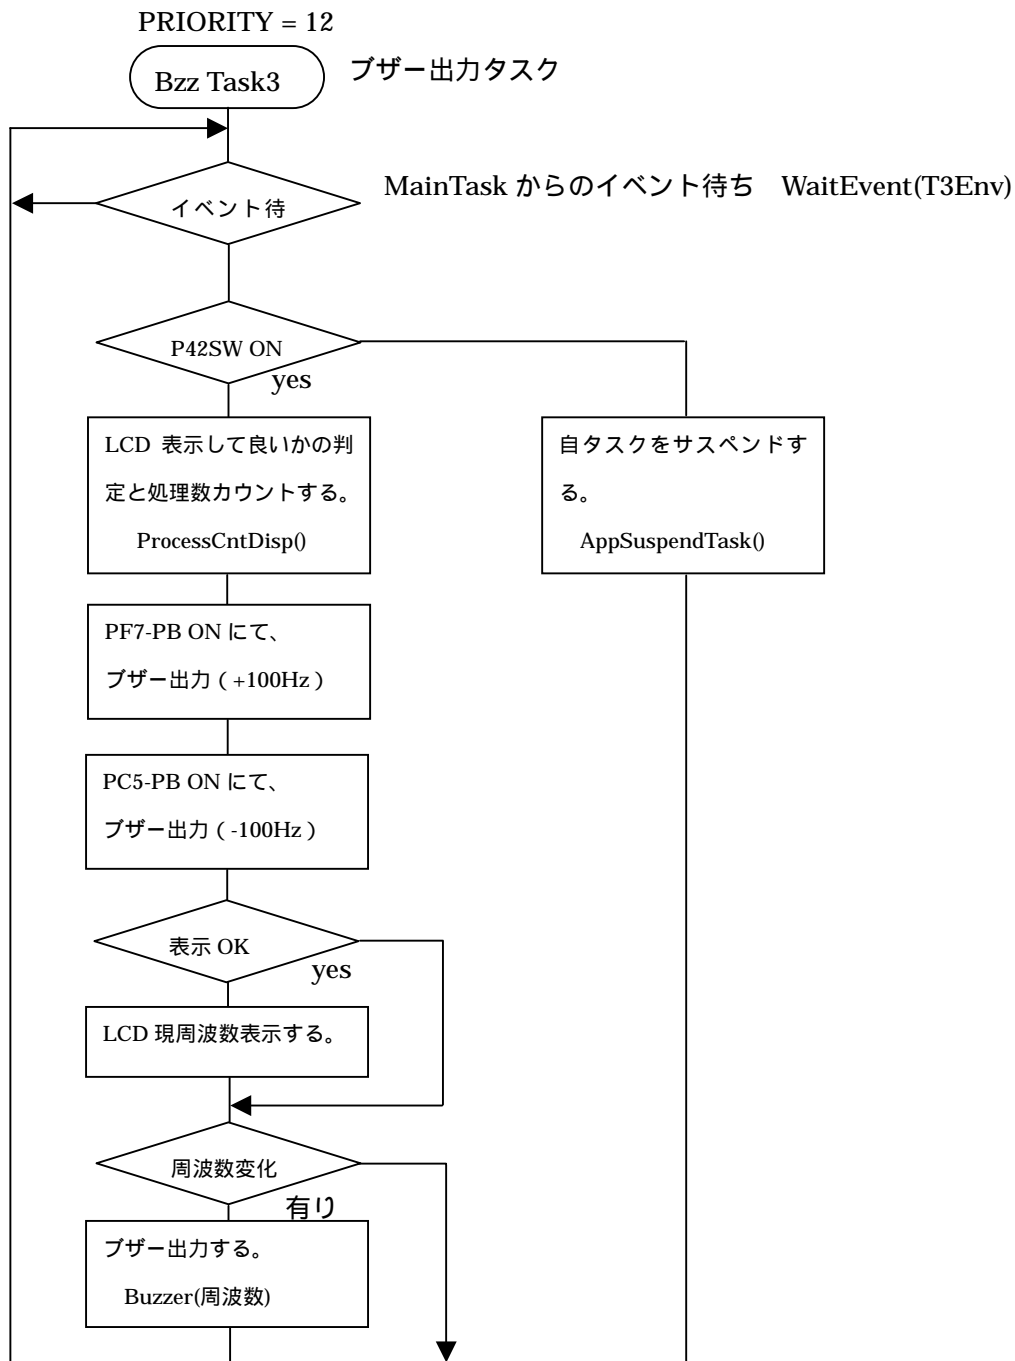 PRIORITY = 12
Bzz Task3
ブザー出力タスク
MainTask からのイベント待ち WaitEvent(T3Env)
イベント待
P42SW ON
yes
LCD 表示して良いかの判
定と処理数カウントする。
ProcessCntDisp()
自タスクをサスペンドす
る。
AppSuspendTask()
PF7-PB ON にて、
ブザー出力（+100Hz）
PC5-PB ON にて、
ブザー出力（-100Hz）
表示 OK
yes
LCD 現周波数表示する。
周波数変化
有り
ブザー出力する。
Buzzer(周波数)